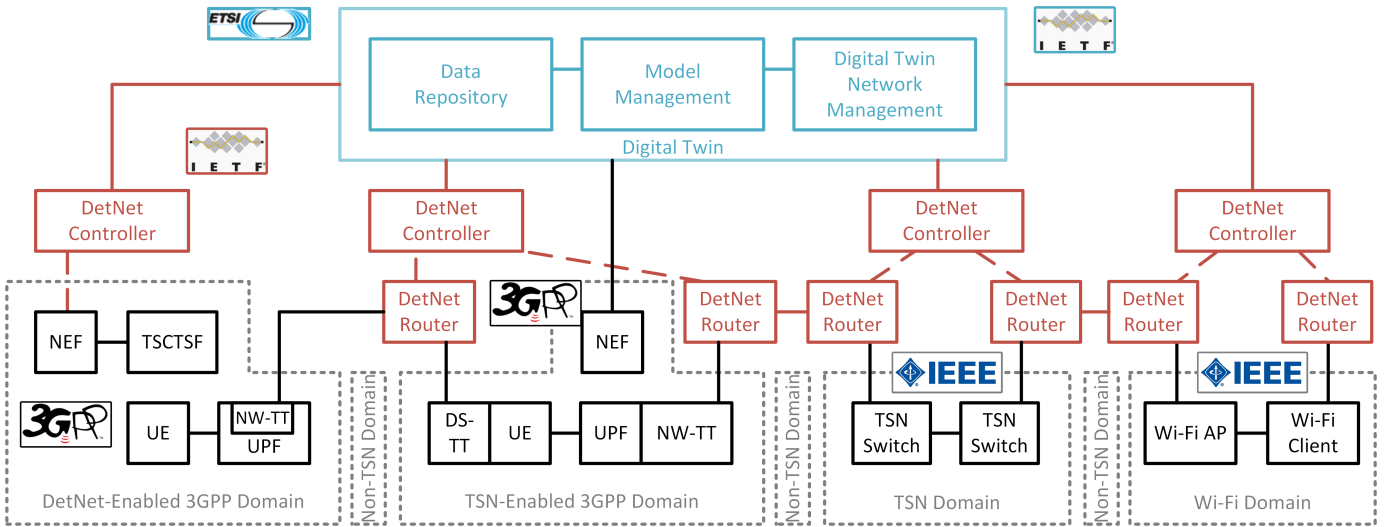 ETSI
I E T F®
Data
Repository
Model
Management
Digital Twin
Network
Management
Digital Twin
I E T F®
DetNet
Controller
DetNet
Controller
DetNet
Controller
DetNet
Controller
DetNet
Router
DetNet
Router
DetNet
Router
DetNet
Router
DetNet
Router
DetNet
Router
3GPP
NEF
TSCTSF
NEF
IEEE
IEEE
3GPP
UE
NW-TT
UPF
DS-
TT
UE
UPF
NW-TT
TSN
Switch
TSN
Switch
Wi-Fi AP
Wi-Fi
Client
DetNet-Enabled 3GPP Domain
Non-TSN Domain
TSN-Enabled 3GPP Domain
Non-TSN Domain
TSN Domain
Non-TSN Domain
Wi-Fi Domain